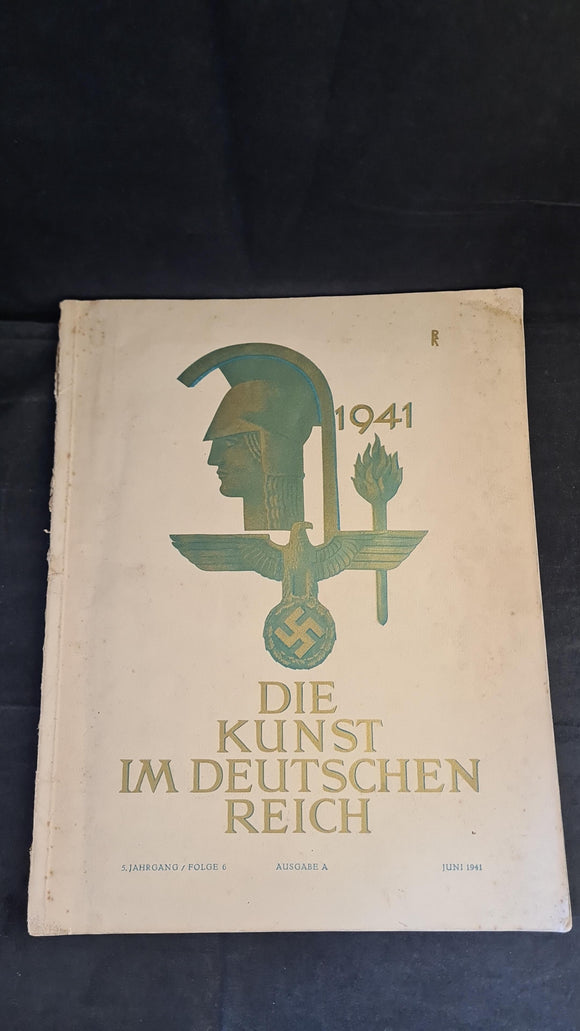 R
1941
DIE
KUNST
IM DEUTSCHEN
REICH
5. JAHRGANG / FOLGE 6 AUSGABE A JUNI 1941